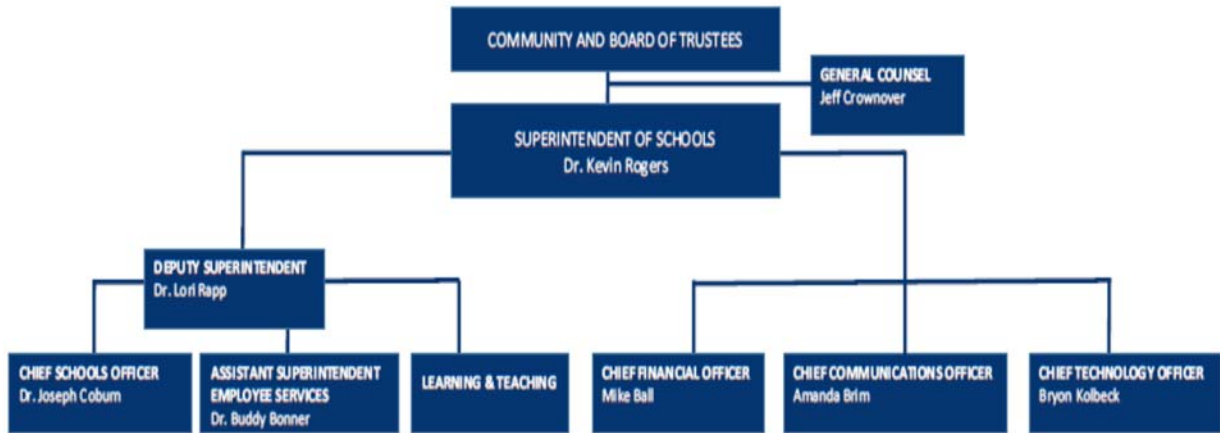 COMMUNITY AND BOARD OF TRUSTEES
GENERAL COUNSEL
Jeff Crownover
SUPERINTENDENT OF SCHOOLS
Dr. Kevin Rogers
DEPUTY SUPERINTENDENT
Dr. Lori Rapp
CHIEF SCHOOLS OFFICER
Dr. Joseph Coburn
ASSISTANT SUPERINTENDENT
EMPLOYEE SERVICES
Dr. Buddy Bonner
LEARNING & TEACHING
CHIEF FINANCIAL OFFICER
Mike Ball
CHIEF COMMUNICATIONS OFFICER
Amanda Brim
CHIEF TECHNOLOGY OFFICER
Bryon Kolbeck